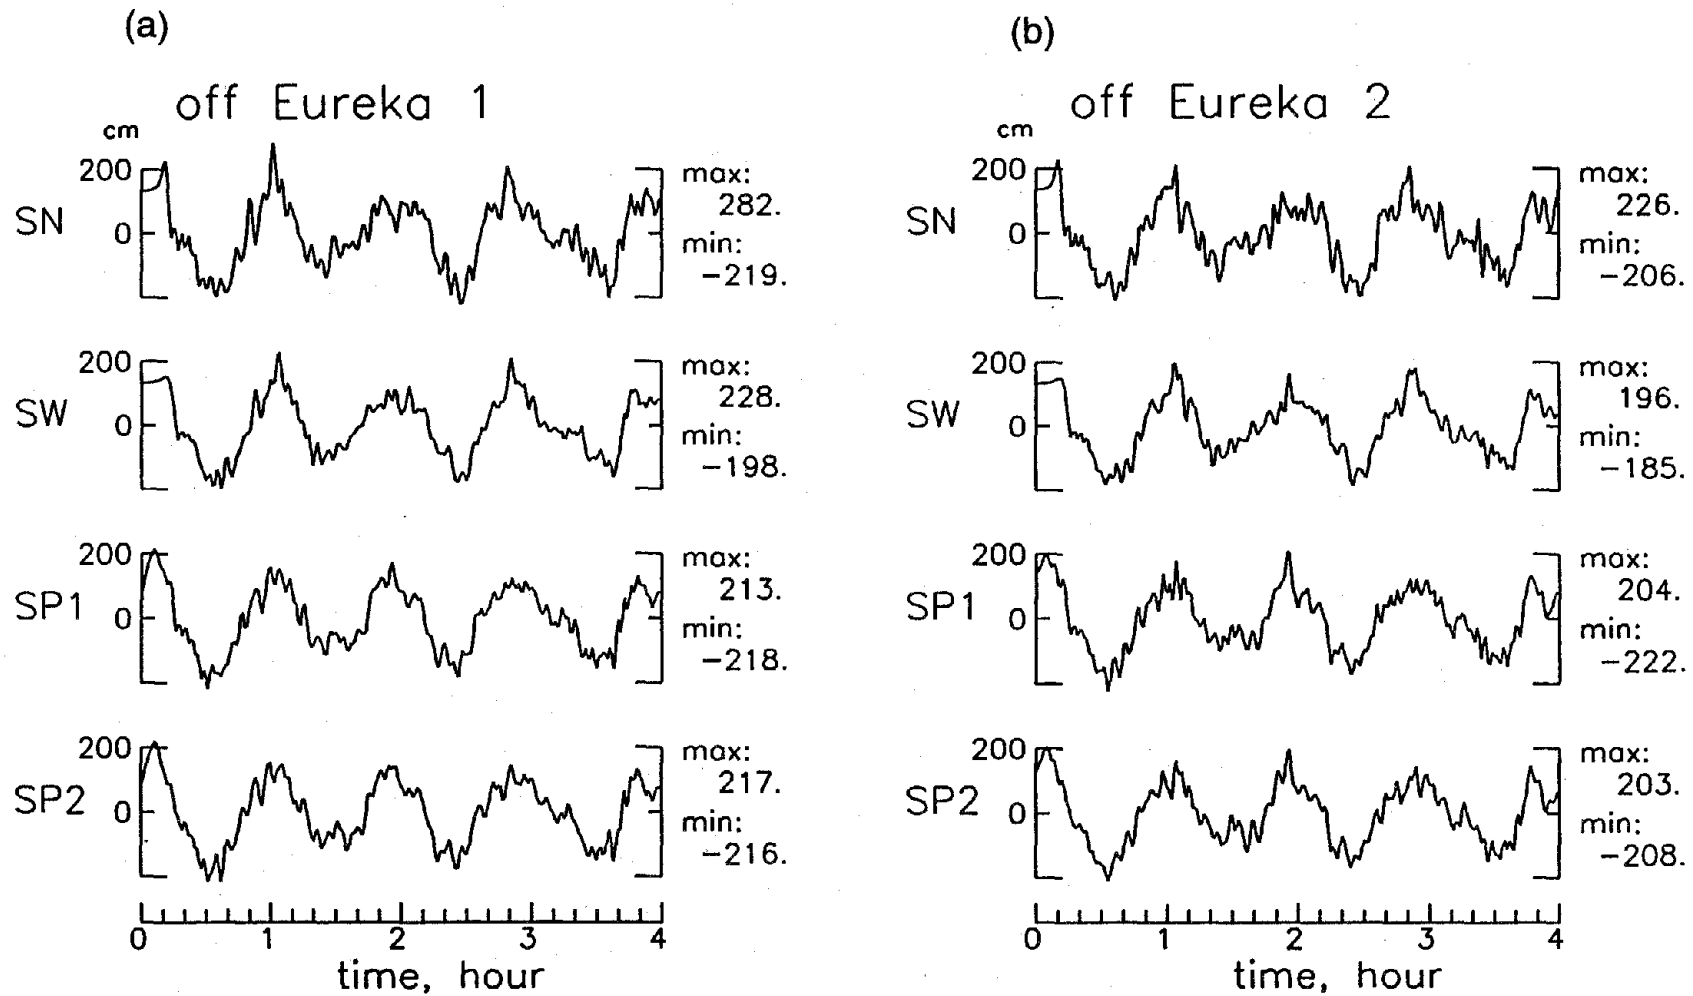 (a)
off Eureka 1
cm
200
0
SN
max:
282.
min:
-219.
200
0
SW
max:
228.
min:
-198.
200
0
SP1
max:
213.
min:
-218.
200
0
SP2
max:
217.
min:
-216.
0 1 2 3 4
time, hour
(b)
off Eureka 2
cm
200
0
SN
max:
226.
min:
-206.
200
0
SW
max:
196.
min:
-185.
200
0
SP1
max:
204.
min:
-222.
200
0
SP2
max:
203.
min:
-208.
0 1 2 3 4
time, hour